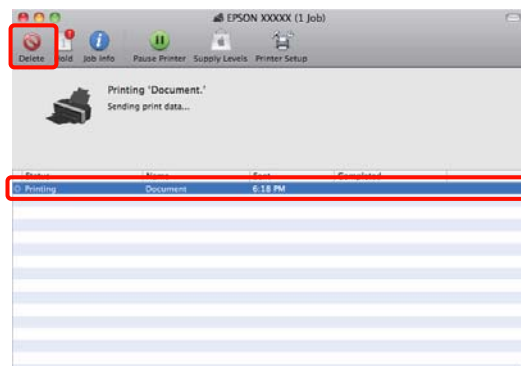 EPSON XXXXX (1 Job)
Delete Hold Job Info Pause Printer Supply Levels Printer Setup
Printing 'Document.'
Sending print data...
Status Name Sent Completed
Printing Document 6:18 PM